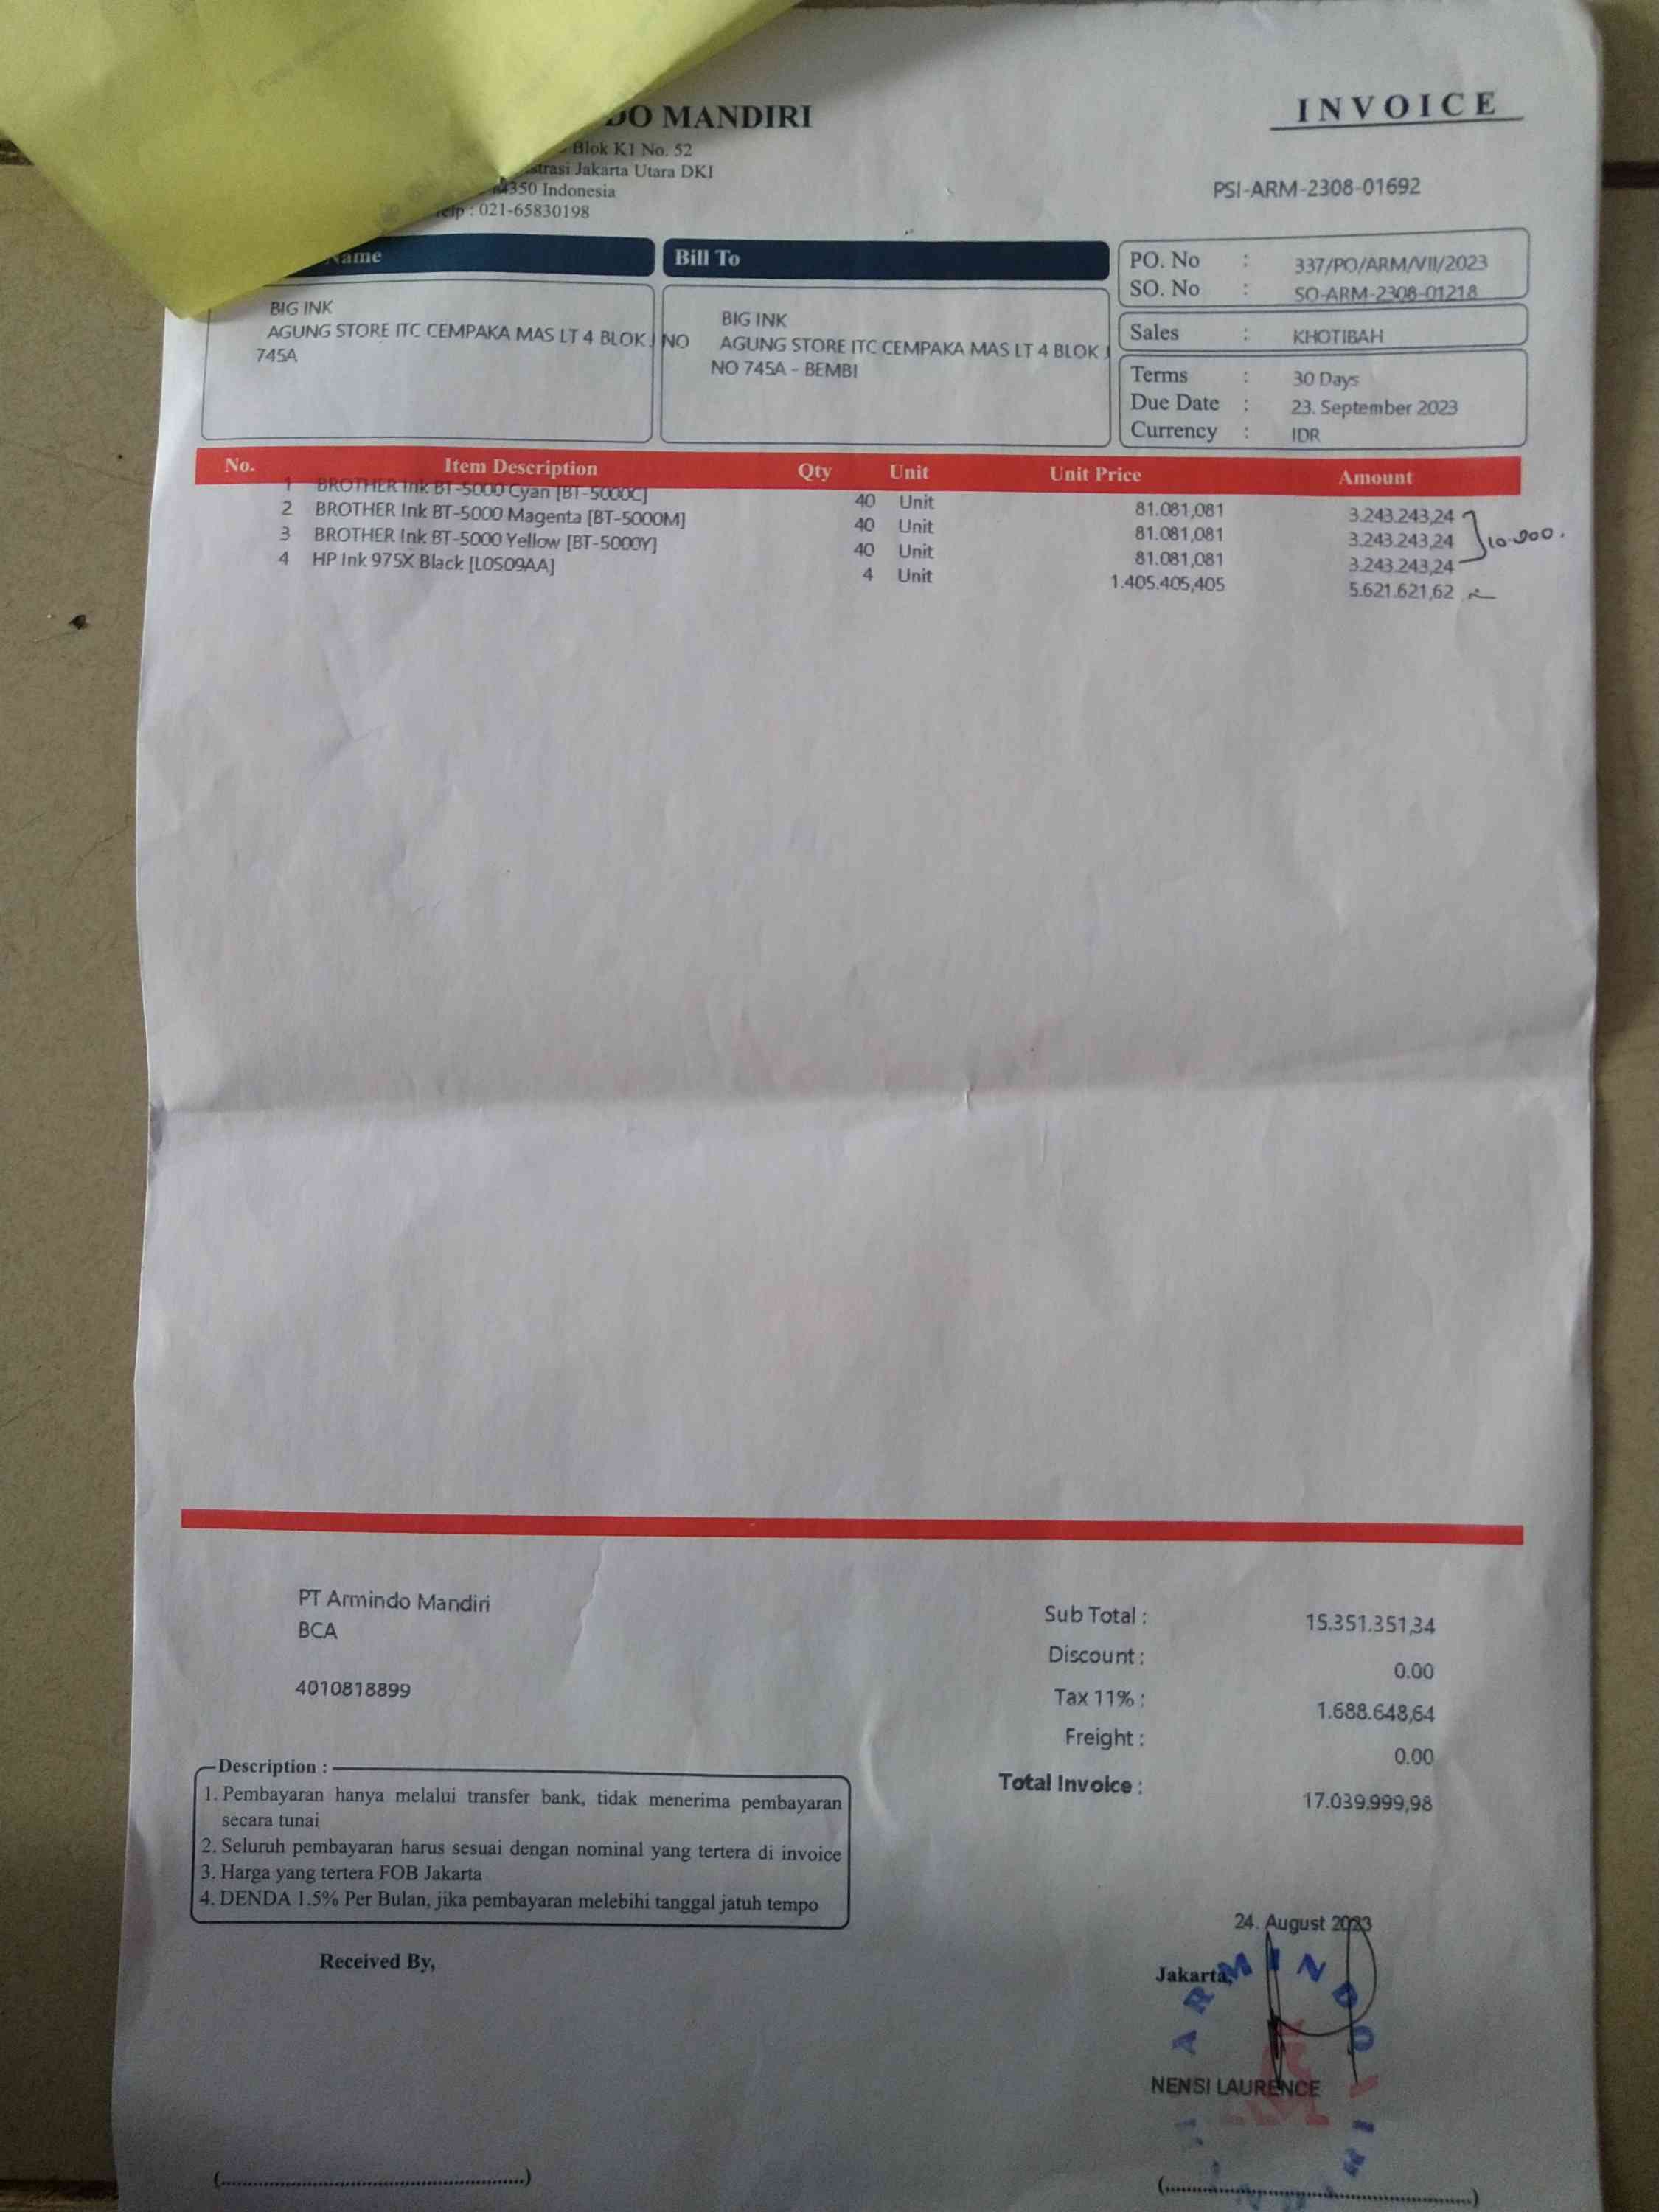 DO MANDIRI
INVOICE
Blok K1 No. 52
strasi Jakarta Utara DKI
14350 Indonesia
Telp : 021-65830198
PSI-ARM-2308-01692
Name
BIG INK
AGUNG STORE ITC CEMPAKA MAS LT 4 BLOK J NO
745A
Bill To
BIG INK
AGUNG STORE ITC CEMPAKA MAS LT 4 BLOK J
NO 745A - BEMBI
PO. No : 337/PO/ARM/VII/2023
SO. No : SO-ARM-2308-01218
Sales : KHOTIBAH
Terms : 30 Days
Due Date : 23. September 2023
Currency : IDR
No. Item Description Qty Unit Unit Price Amount
1 BROTHER Ink BT-5000 Cyan [BT-5000C] 40 Unit 81.081,081 3.243.243,24
2 BROTHER Ink BT-5000 Magenta [BT-5000M] 40 Unit 81.081,081 3.243.243,24
3 BROTHER Ink BT-5000 Yellow [BT-5000Y] 40 Unit 81.081,081 3.243.243,24
4 HP Ink 975X Black [L0S09AA] 4 Unit 1.405.405,405 5.621.621,62
10.000.
PT Armindo Mandiri
BCA
4010818899
Sub Total : 15.351.351,34
Discount : 0.00
Tax 11% : 1.688.648,64
Freight : 0.00
Total Invoice : 17.039.999,98
Description :
1. Pembayaran hanya melalui transfer bank, tidak menerima pembayaran
secara tunai
2. Seluruh pembayaran harus sesuai dengan nominal yang tertera di invoice
3. Harga yang tertera FOB Jakarta
4. DENDA 1.5% Per Bulan, jika pembayaran melebihi tanggal jatuh tempo
24. August 2023
Received By,
Jakarta,
ARMINDO
NENSI LAURENCE
(..................................................)
(..................................................)